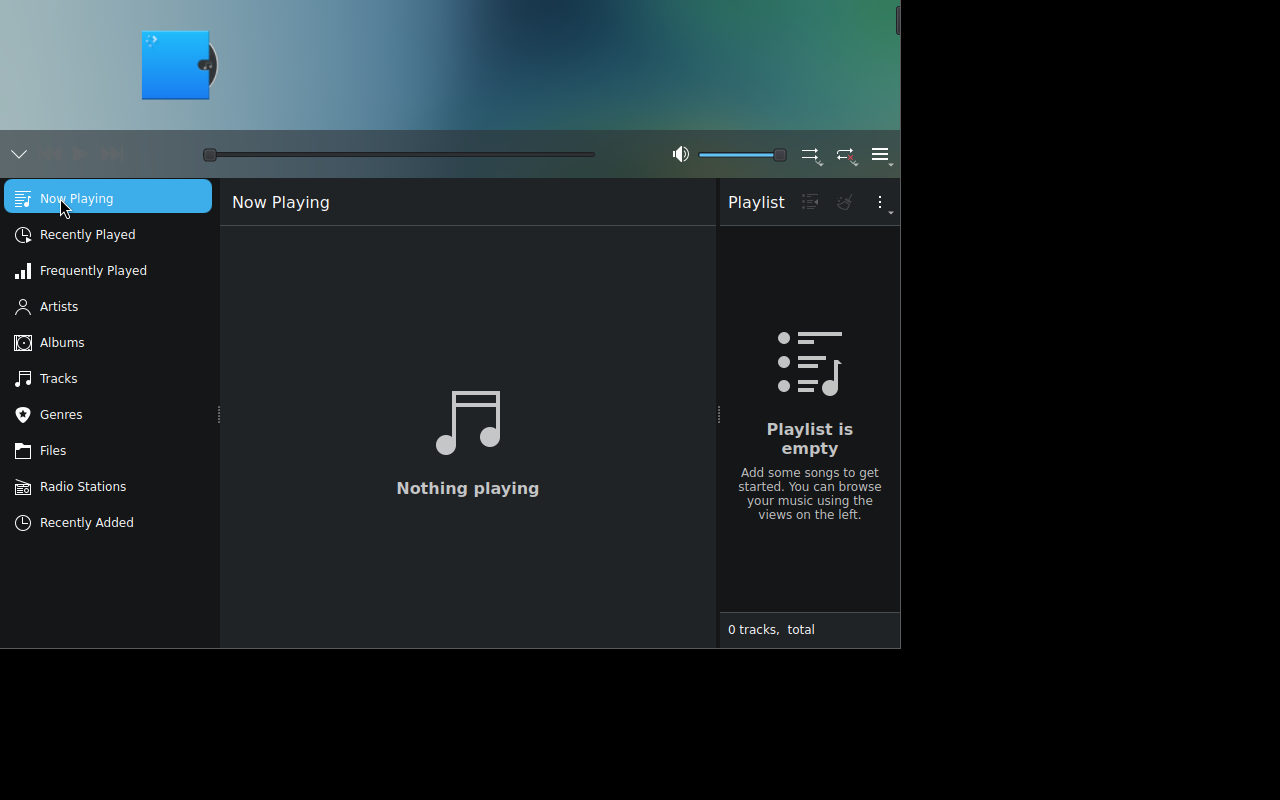 Now Playing
Recently Played
Frequently Played
Artists
Albums
Tracks
Genres
Files
Radio Stations
Recently Added
Now Playing
Nothing playing
Playlist
Playlist is
empty
Add some songs to get
started. You can browse
your music using the
views on the left.
0 tracks,  total